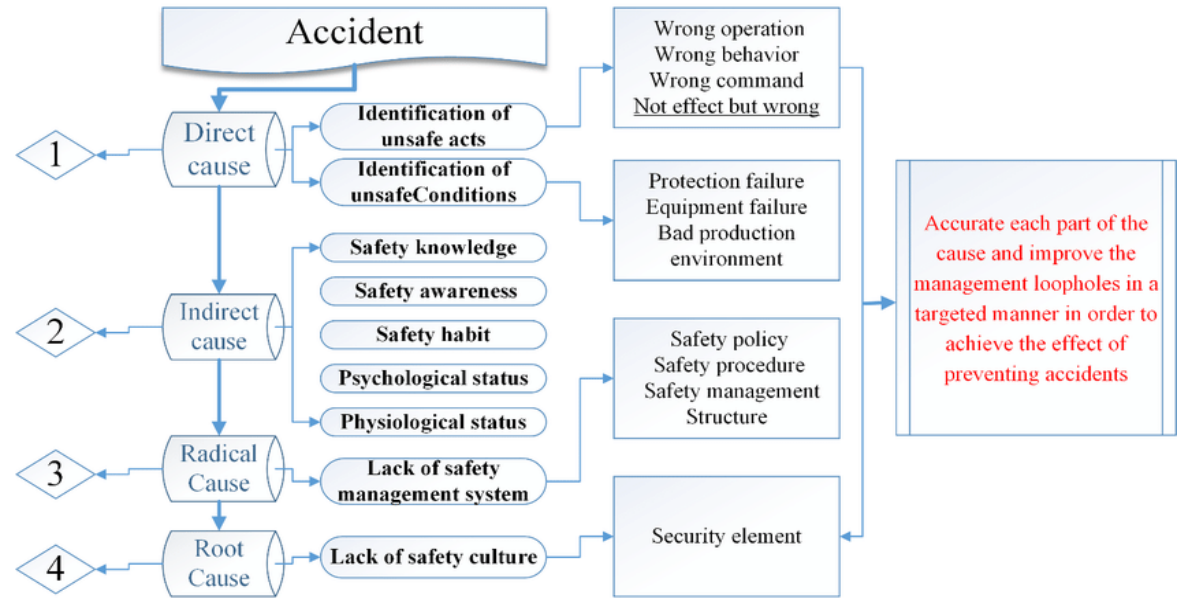 Accident
1
Direct
cause
Identification of
unsafe acts
Identification of
unsafeConditions
Wrong operation
Wrong behavior
Wrong command
Not effect but wrong
Protection failure
Equipment failure
Bad production
environment
2
Indirect
cause
Safety knowledge
Safety awareness
Safety habit
Psychological status
Physiological status
3
Radical
Cause
Lack of safety
management system
Safety policy
Safety procedure
Safety management
Structure
4
Root
Cause
Lack of safety culture
Security element
Accurate each part of the
cause and improve the
management loopholes in a
targeted manner in order to
achieve the effect of
preventing accidents